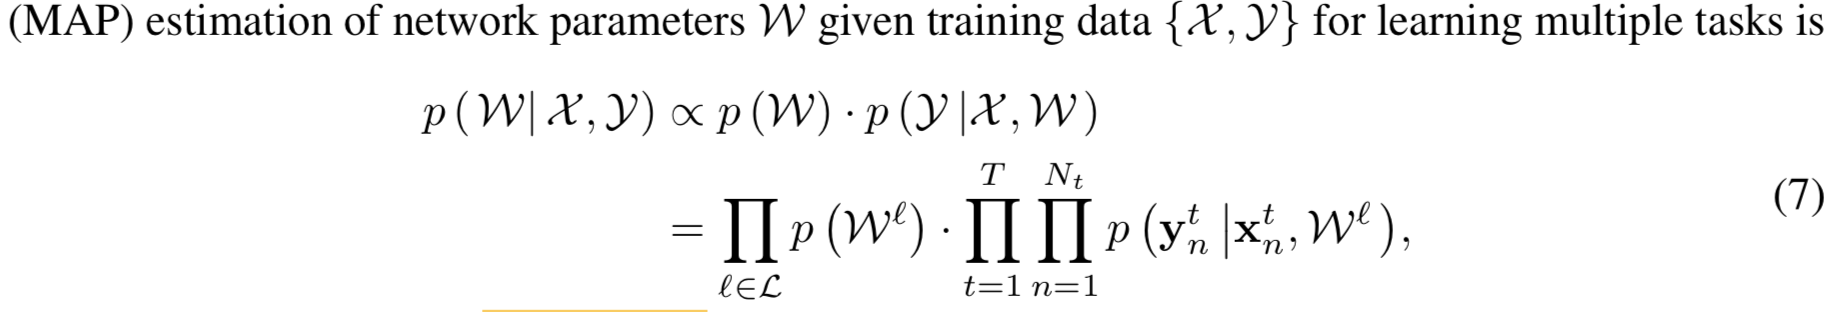 (MAP) estimation of network parameters 𝒲 given training data {𝒳, 𝒴} for learning multiple tasks is
p(𝒲|𝒳, 𝒴) ∝ p(𝒲) · p(𝒴|𝒳, 𝒲)
= ∏_{ℓ∈ℒ} p(𝒲^ℓ) · ∏_{t=1}^{T} ∏_{n=1}^{N_t} p(𝐲_n^t |𝐱_n^t, 𝒲^ℓ), (7)